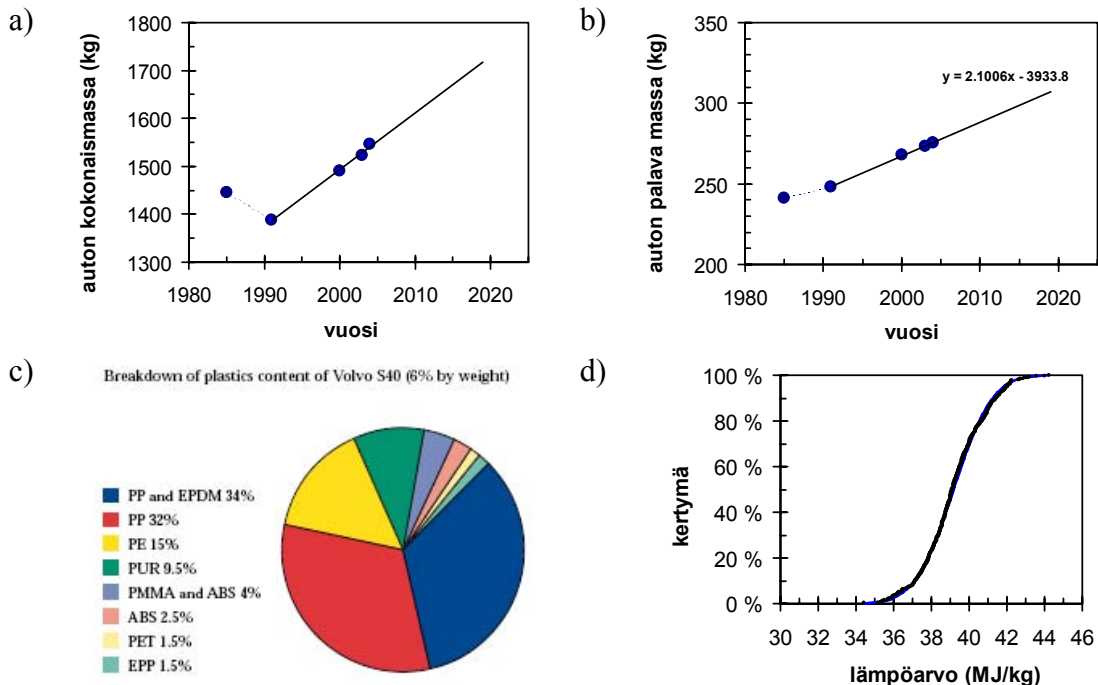 a)
auton kokonaismassa (kg)
1800
1700
1600
1500
1400
1300
1980 1990 2000 2010 2020
vuosi
b)
auton palava massa (kg)
350
300
250
200
y = 2.1006x - 3933.8
1980 1990 2000 2010 2020
vuosi
c)
Breakdown of plastics content of Volvo S40 (6% by weight)
PP and EPDM 34%
PP 32%
PE 15%
PUR 9.5%
PMMA and ABS 4%
ABS 2.5%
PET 1.5%
EPP 1.5%
d)
kertymä
100 %
80 %
60 %
40 %
20 %
0 %
30 32 34 36 38 40 42 44 46
lämpöarvo (MJ/kg)